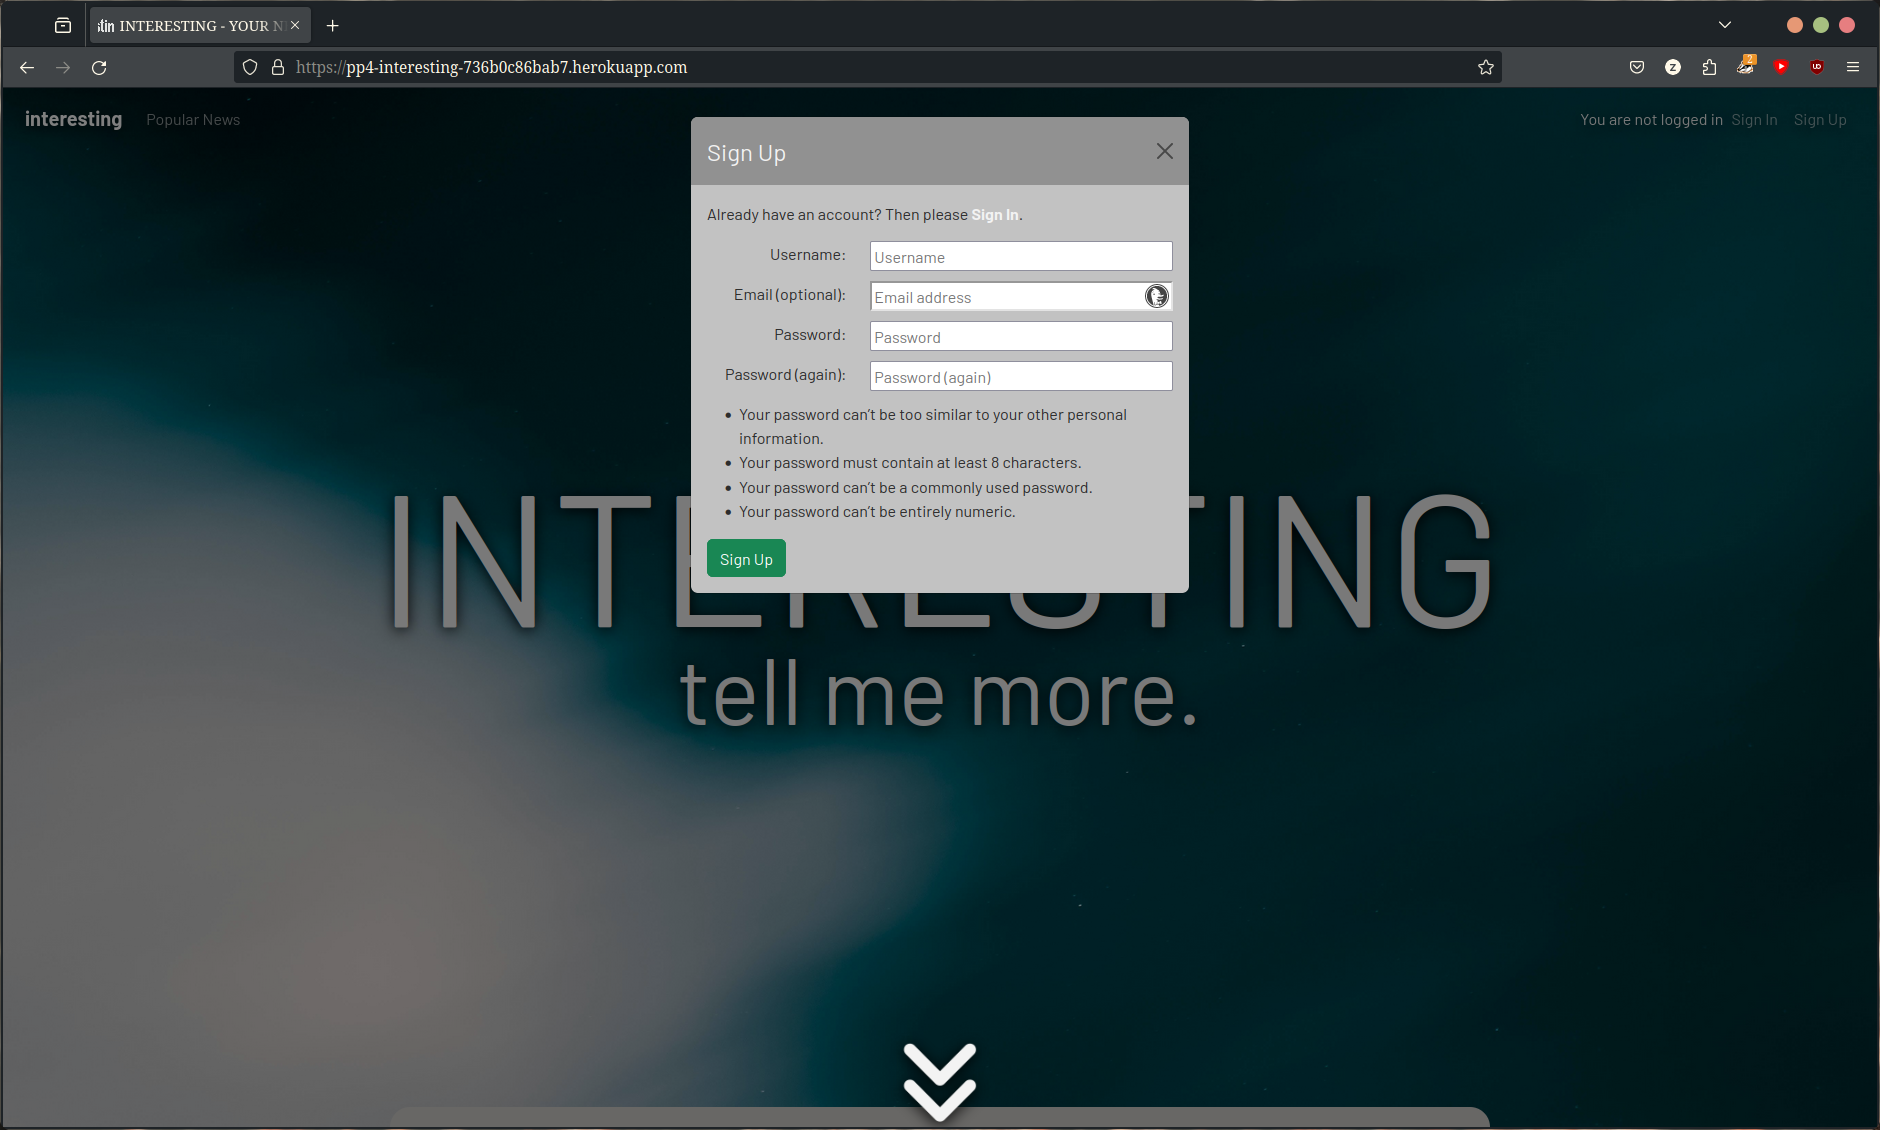 INTERESTING - YOUR N
https://pp4-interesting-736b0c86bab7.herokuapp.com
2
interesting Popular News You are not logged in Sign In Sign Up
Sign Up
Already have an account? Then please Sign In.
Username: Username
Email (optional): Email address
Password: Password
Password (again): Password (again)
• Your password can't be too similar to your other personal
information.
• Your password must contain at least 8 characters.
• Your password can't be a commonly used password.
• Your password can't be entirely numeric.
Sign Up
INTERESTING
tell me more.